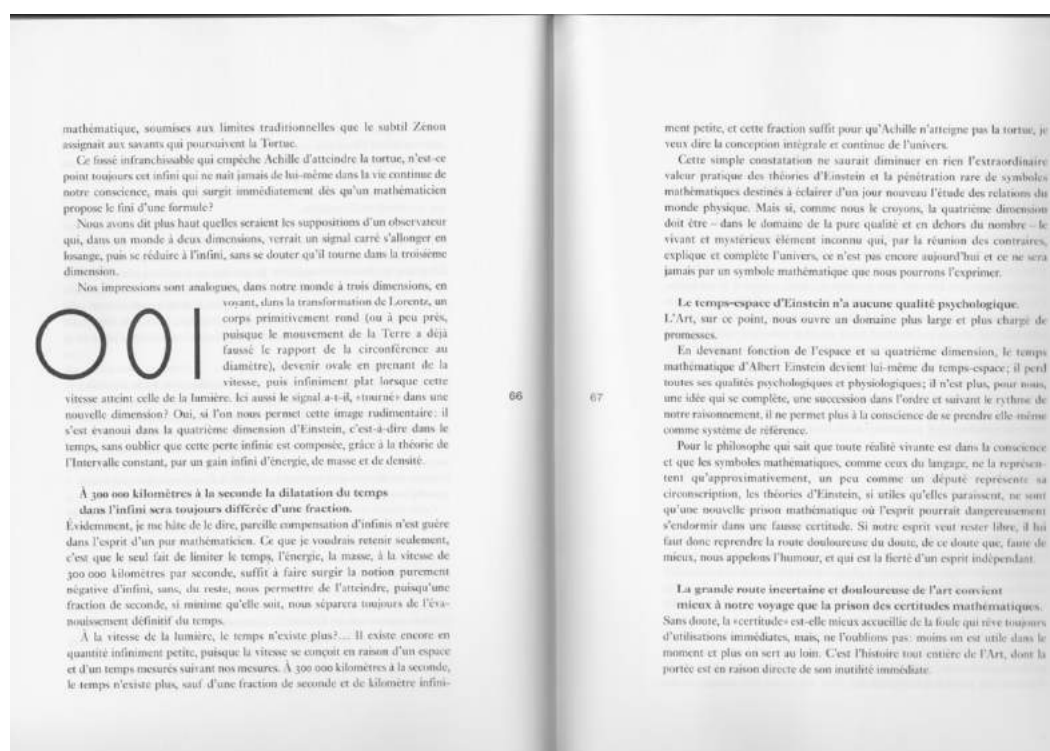 mathématique, soumises aux limites traditionnelles que le subtil Zénon
assignait aux savants qui poursuivent la Tortue.
Ce fossé infranchissable qui empêche Achille d'atteindre la tortue, n'est-ce
point toujours cet infini qui ne naît jamais de lui-même dans la vie continue de
notre conscience, mais qui surgit immédiatement dès qu'un mathématicien
propose le fini d'une formule?
Nous avons dit plus haut quelles seraient les suppositions d'un observateur
qui, dans un monde à deux dimensions, verrait un signal carré s'allonger en
losange, puis se réduire à l'infini, sans se douter qu'il tourne dans la troisième
dimension.
Nos impressions sont analogues, dans notre monde à trois dimensions, en
voyant, dans la transformation de Lorentz, un
corps primitivement rond (ou à peu près,
puisque le mouvement de la Terre a déjà
faussé le rapport de la circonférence au
diamètre), devenir ovale en prenant de la
vitesse, puis infiniment plat lorsque cette
vitesse atteint celle de la lumière. Ici aussi le signal a-t-il, «tourné» dans une
nouvelle dimension? Oui, si l'on nous permet cette image rudimentaire: il
s'est évanoui dans la quatrième dimension d'Einstein, c'est-à-dire dans le
temps, sans oublier que cette perte infinie est composée, grâce à la théorie de
l'Intervalle constant, par un gain infini d'énergie, de masse et de densité.
À 300 000 kilomètres à la seconde la dilatation du temps
dans l'infini sera toujours différée d'une fraction.
Évidemment, je me hâte de le dire, pareille compensation d'infinis n'est guère
dans l'esprit d'un pur mathématicien. Ce que je voudrais retenir seulement,
c'est que le seul fait de limiter le temps, l'énergie, la masse, à la vitesse de
300 000 kilomètres par seconde, suffit à faire surgir la notion purement
négative d'infini, sans, du reste, nous permettre de l'atteindre, puisqu'une
fraction de seconde, si minime qu'elle soit, nous séparera toujours de l'éva-
nouissement définitif du temps.
À la vitesse de la lumière, le temps n'existe plus?... Il existe encore en
quantité infiniment petite, puisque la vitesse se conçoit en raison d'un espace
et d'un temps mesurés suivant nos mesures. À 300 000 kilomètres à la seconde,
le temps n'existe plus, sauf d'une fraction de seconde et de kilomètre infini-
66
67
ment petite, et cette fraction suffit pour qu'Achille n'atteigne pas la tortue, je
veux dire la conception intégrale et continue de l'univers.
Cette simple constatation ne saurait diminuer en rien l'extraordinaire
valeur pratique des théories d'Einstein et la pénétration rare de symboles
mathématiques destinés à éclairer d'un jour nouveau l'étude des relations du
monde physique. Mais si, comme nous le croyons, la quatrième dimension
doit être – dans le domaine de la pure qualité et en dehors du nombre – le
vivant et mystérieux élément inconnu qui, par la réunion des contraires,
explique et complète l'univers, ce n'est pas encore aujourd'hui et ce ne sera
jamais par un symbole mathématique que nous pourrons l'exprimer.
Le temps-espace d'Einstein n'a aucune qualité psychologique.
L'Art, sur ce point, nous ouvre un domaine plus large et plus chargé de
promesses.
En devenant fonction de l'espace et sa quatrième dimension, le temps
mathématique d'Albert Einstein devient lui-même du temps-espace; il perd
toutes ses qualités psychologiques et physiologiques; il n'est plus, pour nous,
une idée qui se complète, une succession dans l'ordre et suivant le rythme de
notre raisonnement, il ne permet plus à la conscience de se prendre elle-même
comme système de référence.
Pour le philosophe qui sait que toute réalité vivante est dans la conscience
et que les symboles mathématiques, comme ceux du langage, ne la représen-
tent qu'approximativement, un peu comme un député représente sa
circonscription, les théories d'Einstein, si utiles qu'elles paraissent, ne sont
qu'une nouvelle prison mathématique où l'esprit pourrait dangereusement
s'endormir dans une fausse certitude. Si notre esprit veut rester libre, il lui
faut donc reprendre la route douloureuse du doute, de ce doute que, faute de
mieux, nous appelons l'humour, et qui est la fierté d'un esprit indépendant.
La grande route incertaine et douloureuse de l'art convient
mieux à notre voyage que la prison des certitudes mathématiques.
Sans doute, la «certitude» est-elle mieux accueillie de la foule qui rêve toujours
d'utilisations immédiates, mais, ne l'oublions pas: moins on est utile dans le
moment et plus on sert au loin. C'est l'histoire tout entière de l'Art, dont la
portée est en raison directe de son inutilité immédiate.